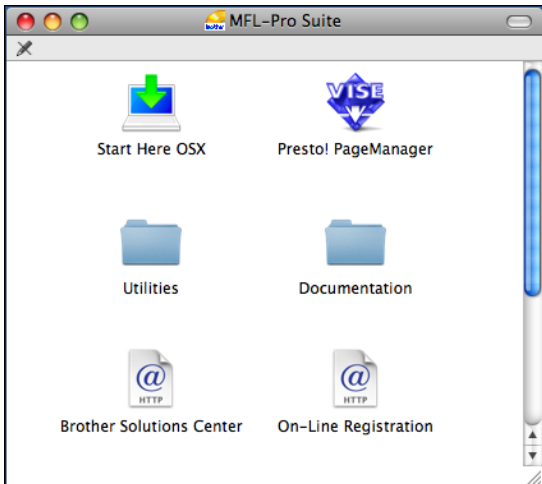 MFL-Pro Suite
Start Here OSX
Presto! PageManager
VISE
Utilities
Documentation
HTTP
HTTP
Brother Solutions Center
On-Line Registration